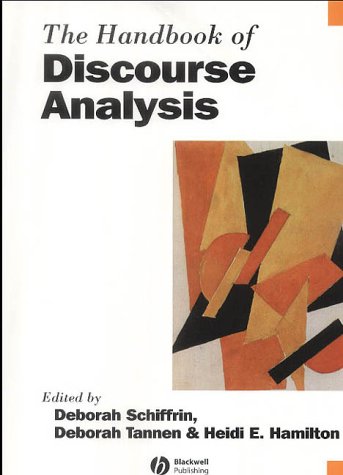 The Handbook of
Discourse
Analysis
Edited by
Deborah Schiffrin,
Deborah Tannen & Heidi E. Hamilton
Blackwell
Publishing